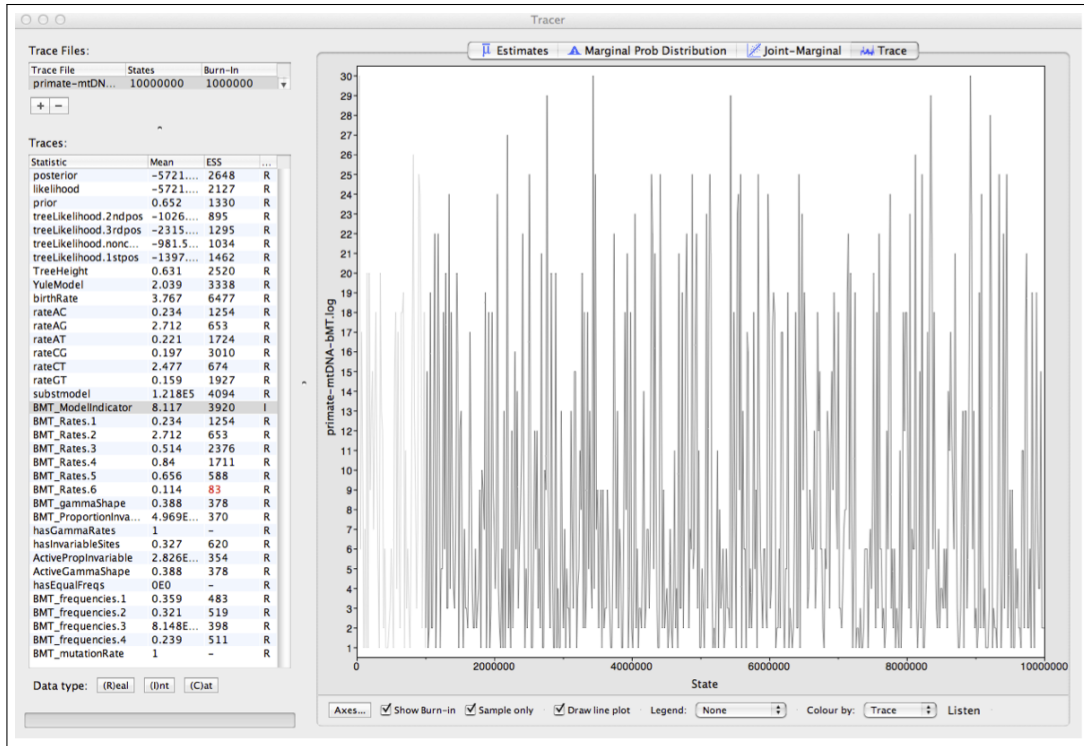 Tracer
Trace Files:
Trace File States Burn-In
primate-mtDN... 10000000 1000000
+ −
Traces:
Statistic Mean ESS ...
posterior -5721.... 2648 R
likelihood -5721.... 2127 R
prior 0.652 1330 R
treeLikelihood.2ndpos -1026.... 895 R
treeLikelihood.3rdpos -2315.... 1295 R
treeLikelihood.nonc... -981.5... 1034 R
treeLikelihood.1stpos -1397.... 1462 R
TreeHeight 0.631 2520 R
YuleModel 2.039 3338 R
birthRate 3.767 6477 R
rateAC 0.234 1254 R
rateAG 2.712 653 R
rateAT 0.221 1724 R
rateCG 0.197 3010 R
rateCT 2.477 674 R
rateGT 0.159 1927 R
substmodel 1.218E5 4094 R
BMT_ModelIndicator 8.117 3920 I
BMT_Rates.1 0.234 1254 R
BMT_Rates.2 2.712 653 R
BMT_Rates.3 0.514 2376 R
BMT_Rates.4 0.84 1711 R
BMT_Rates.5 0.656 588 R
BMT_Rates.6 0.114 83 R
BMT_gammaShape 0.388 378 R
BMT_ProportionInva... 4.969E... 370 R
hasGammaRates 1 - R
hasInvariableSites 0.327 620 R
ActivePropInvariable 2.826E... 354 R
ActiveGammaShape 0.388 378 R
hasEqualFreqs 0E0 - R
BMT_frequencies.1 0.359 483 R
BMT_frequencies.2 0.321 519 R
BMT_frequencies.3 8.148E... 398 R
BMT_frequencies.4 0.239 511 R
BMT_mutationRate 1 - R
Data type: (R)eal (I)nt (C)at
Estimates Marginal Prob Distribution Joint-Marginal Trace
30
29
28
27
26
25
24
23
22
21
20
19
18
17
16
15
14
13
12
11
10
9
8
7
6
5
4
3
2
1
primate-mtDNA-bMT.log
0 2000000 4000000 6000000 8000000 10000000
State
Axes... Show Burn-in Sample only Draw line plot Legend: None Colour by: Trace Listen